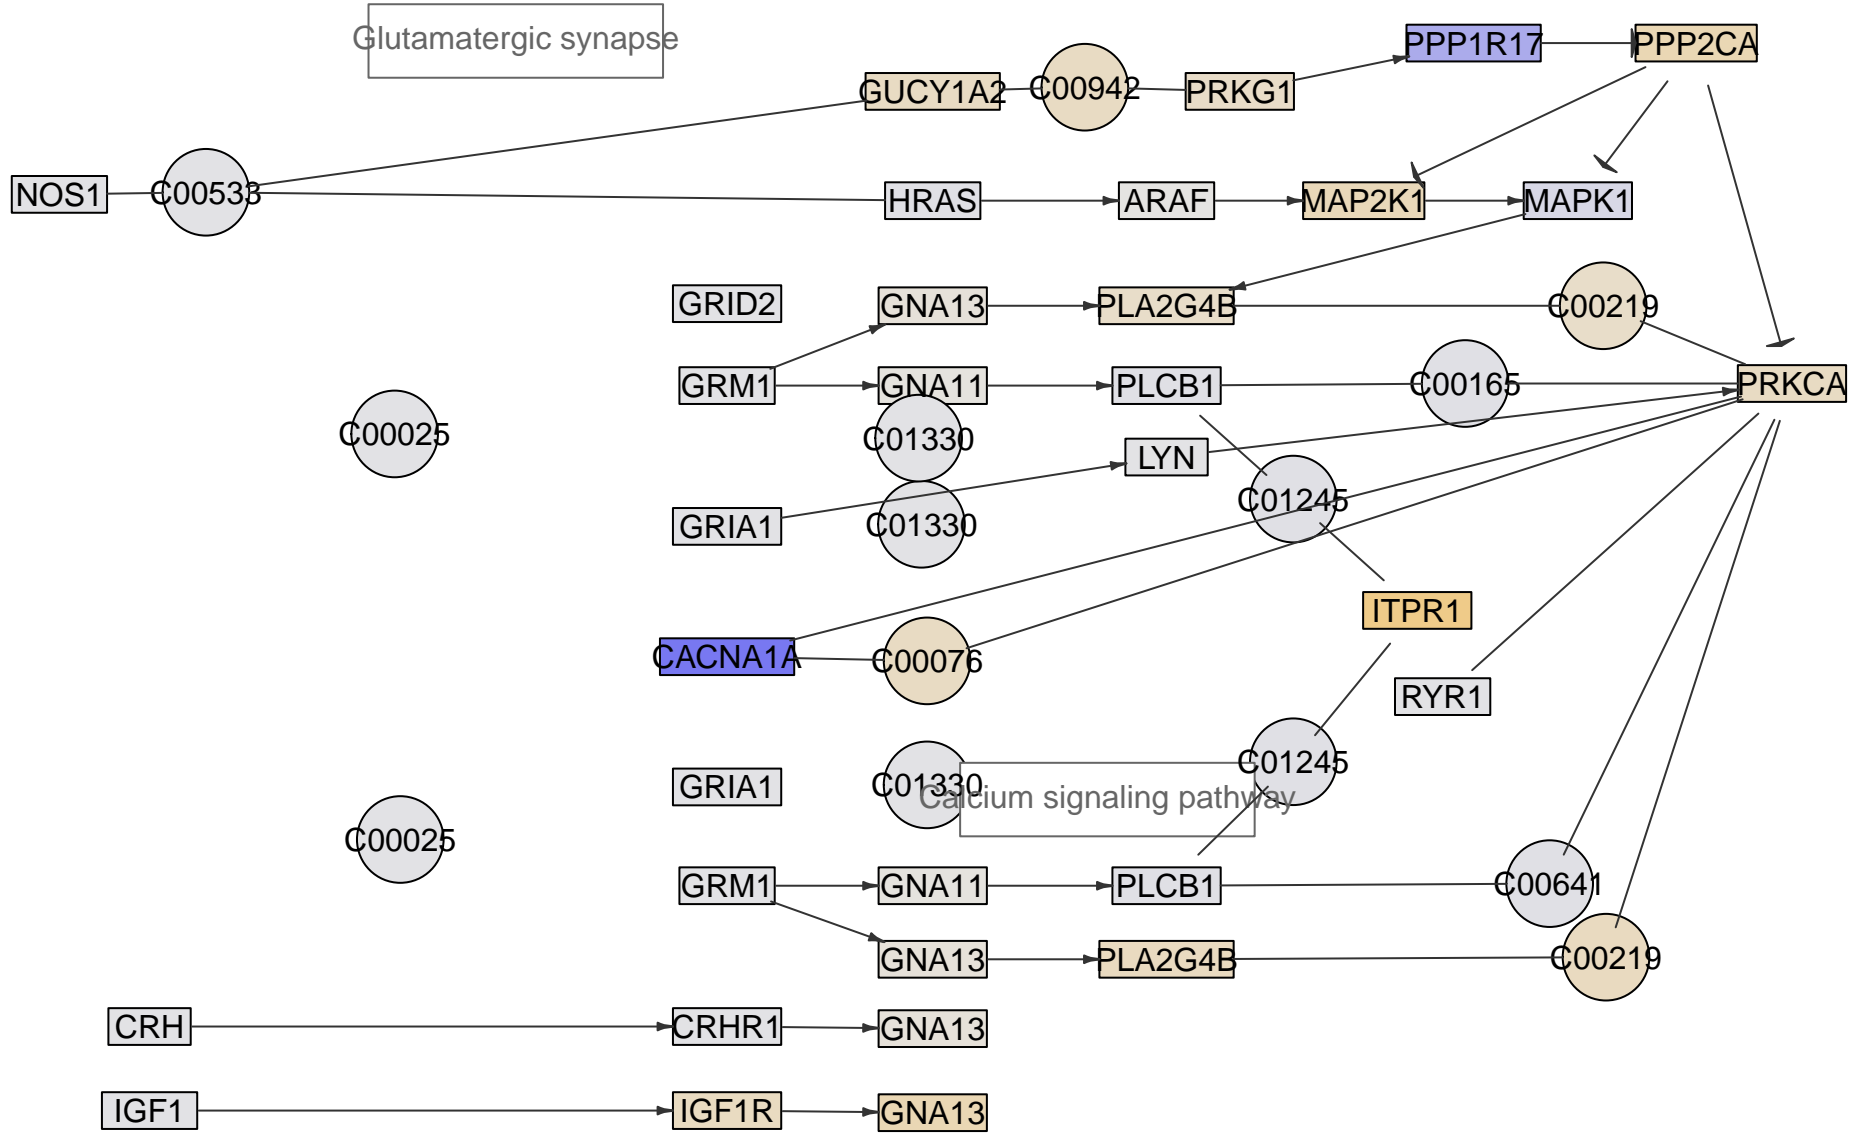 Glutamatergic synapse
PPP1R17
PPP2CA
GUCY1A2
C00942
PRKG1
NOS1
C00533
HRAS
ARAF
MAP2K1
MAPK1
GRID2
GNA13
PLA2G4B
C00219
GRM1
GNA11
PLCB1
C00165
PRKCA
C00025
C01330
LYN
GRIA1
C01330
C01245
ITPR1
CACNA1A
C00076
RYR1
GRIA1
C01330
Calcium signaling pathway
C01245
C00025
GRM1
GNA11
PLCB1
C00641
GNA13
PLA2G4B
C00219
CRH
CRHR1
GNA13
IGF1
IGF1R
GNA13